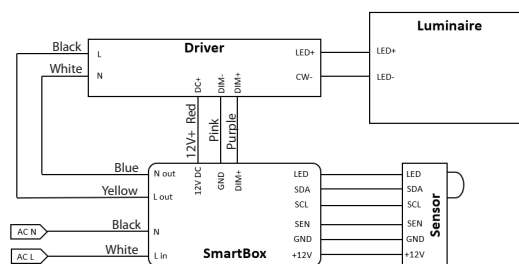 Luminaire
LED+
LED-
Driver
Black
L
White
N
LED+
CW-
DC+
DIM-
DIM+
12V+ Red
Pink
Purple
Blue
Yellow
N out
L out
12V DC
GND
DIM+
LED
SDA
SCL
SEN
GND
+12V
LED
SDA
SCL
SEN
GND
+12V
Sensor
AC N
Black
N
AC L
White
L in
SmartBox